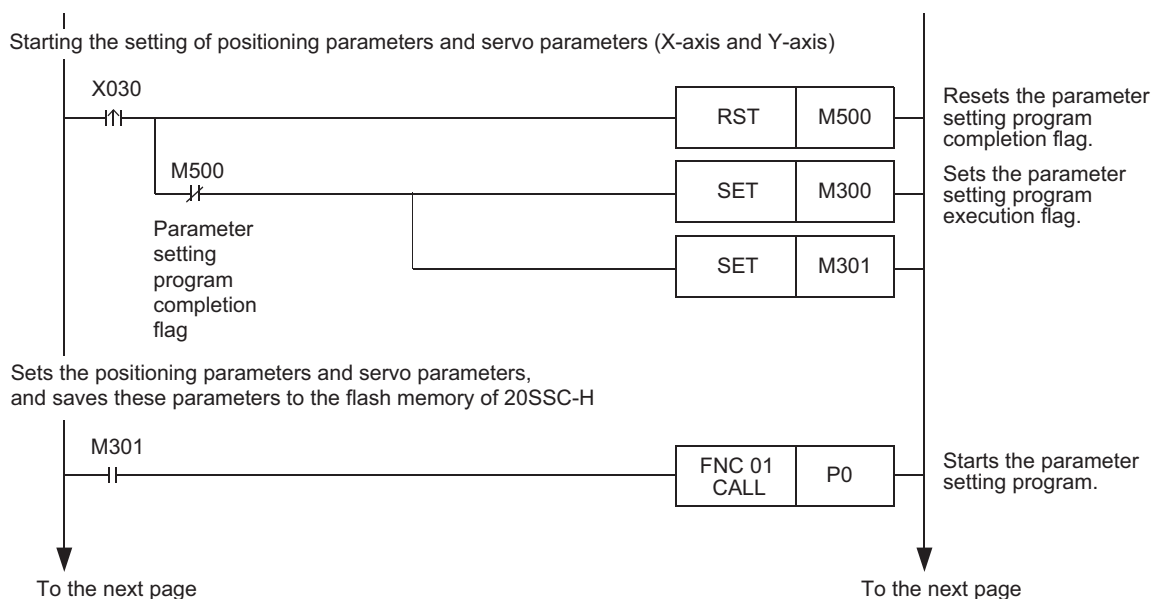 Starting the setting of positioning parameters and servo parameters (X-axis and Y-axis)
X030
RST M500
Resets the parameter
setting program
completion flag.
M500
SET M300
Sets the parameter
setting program
execution flag.
Parameter
setting
program
completion
flag
SET M301
Sets the positioning parameters and servo parameters,
and saves these parameters to the flash memory of 20SSC-H
M301
FNC 01
CALL
P0
Starts the parameter
setting program.
To the next page
To the next page